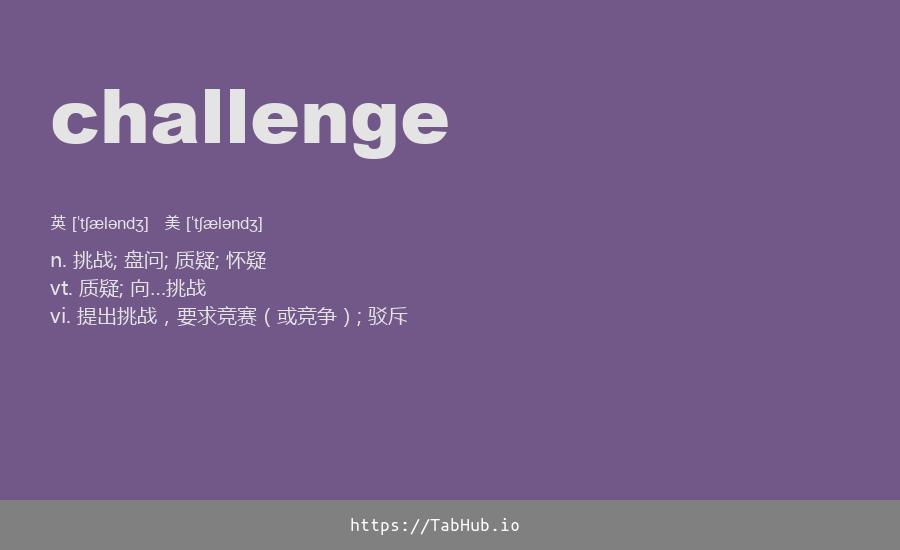 challenge
英 [ˈtʃæləndʒ] 美 [ˈtʃæləndʒ]
n. 挑战; 盘问; 质疑; 怀疑
vt. 质疑; 向…挑战
vi. 提出挑战，要求竞赛（或竞争）; 驳斥
https://TabHub.io